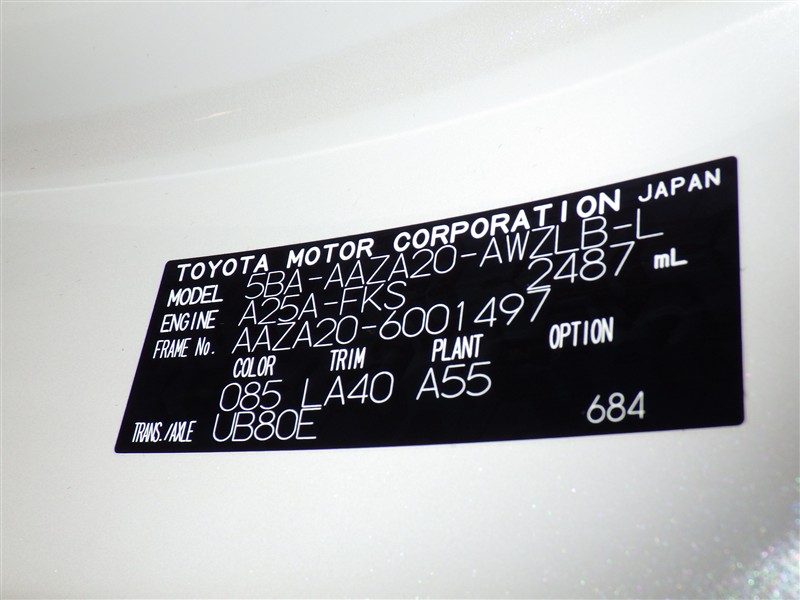 TOYOTA MOTOR CORPORATION JAPAN
MODEL 5BA-AAZA20-AWZLB-L
ENGINE A25A-FKS 2487 mL
FRAME No. AAZA20-6001497
COLOR TRIM PLANT OPTION
085 LA40 A55
TRANS./AXLE UB80E 684